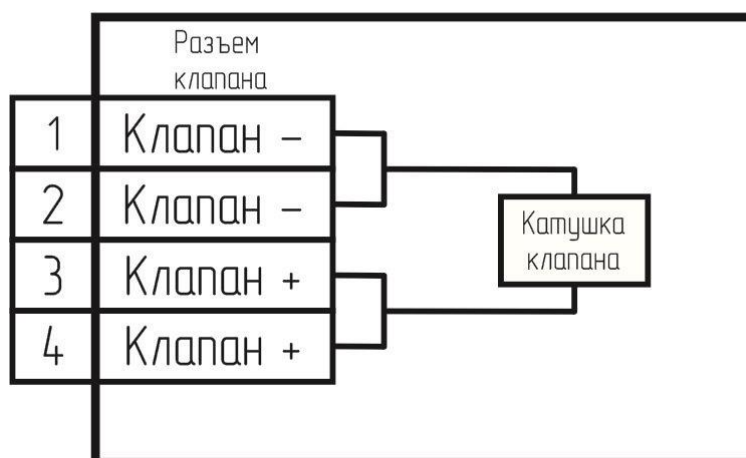 Разъем
клапана
1 Клапан -
2 Клапан -
3 Клапан +
4 Клапан +
Катушка
клапана